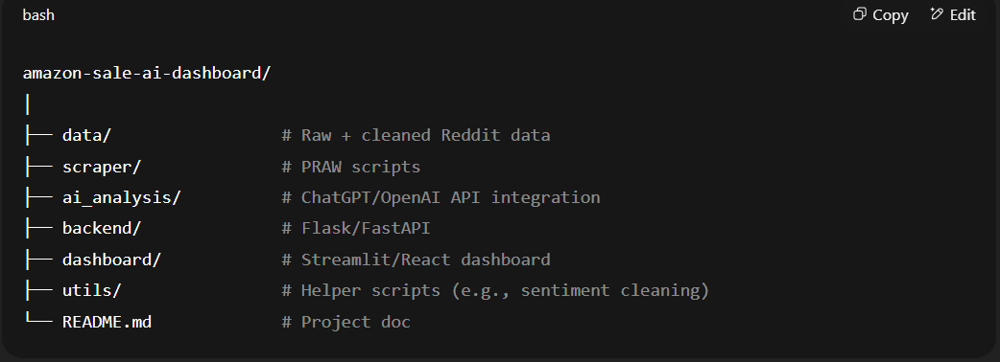 bash
Copy Edit
amazon-sale-ai-dashboard/
│
├── data/ # Raw + cleaned Reddit data
├── scraper/ # PRAW scripts
├── ai_analysis/ # ChatGPT/OpenAI API integration
├── backend/ # Flask/FastAPI
├── dashboard/ # Streamlit/React dashboard
├── utils/ # Helper scripts (e.g., sentiment cleaning)
└── README.md # Project doc